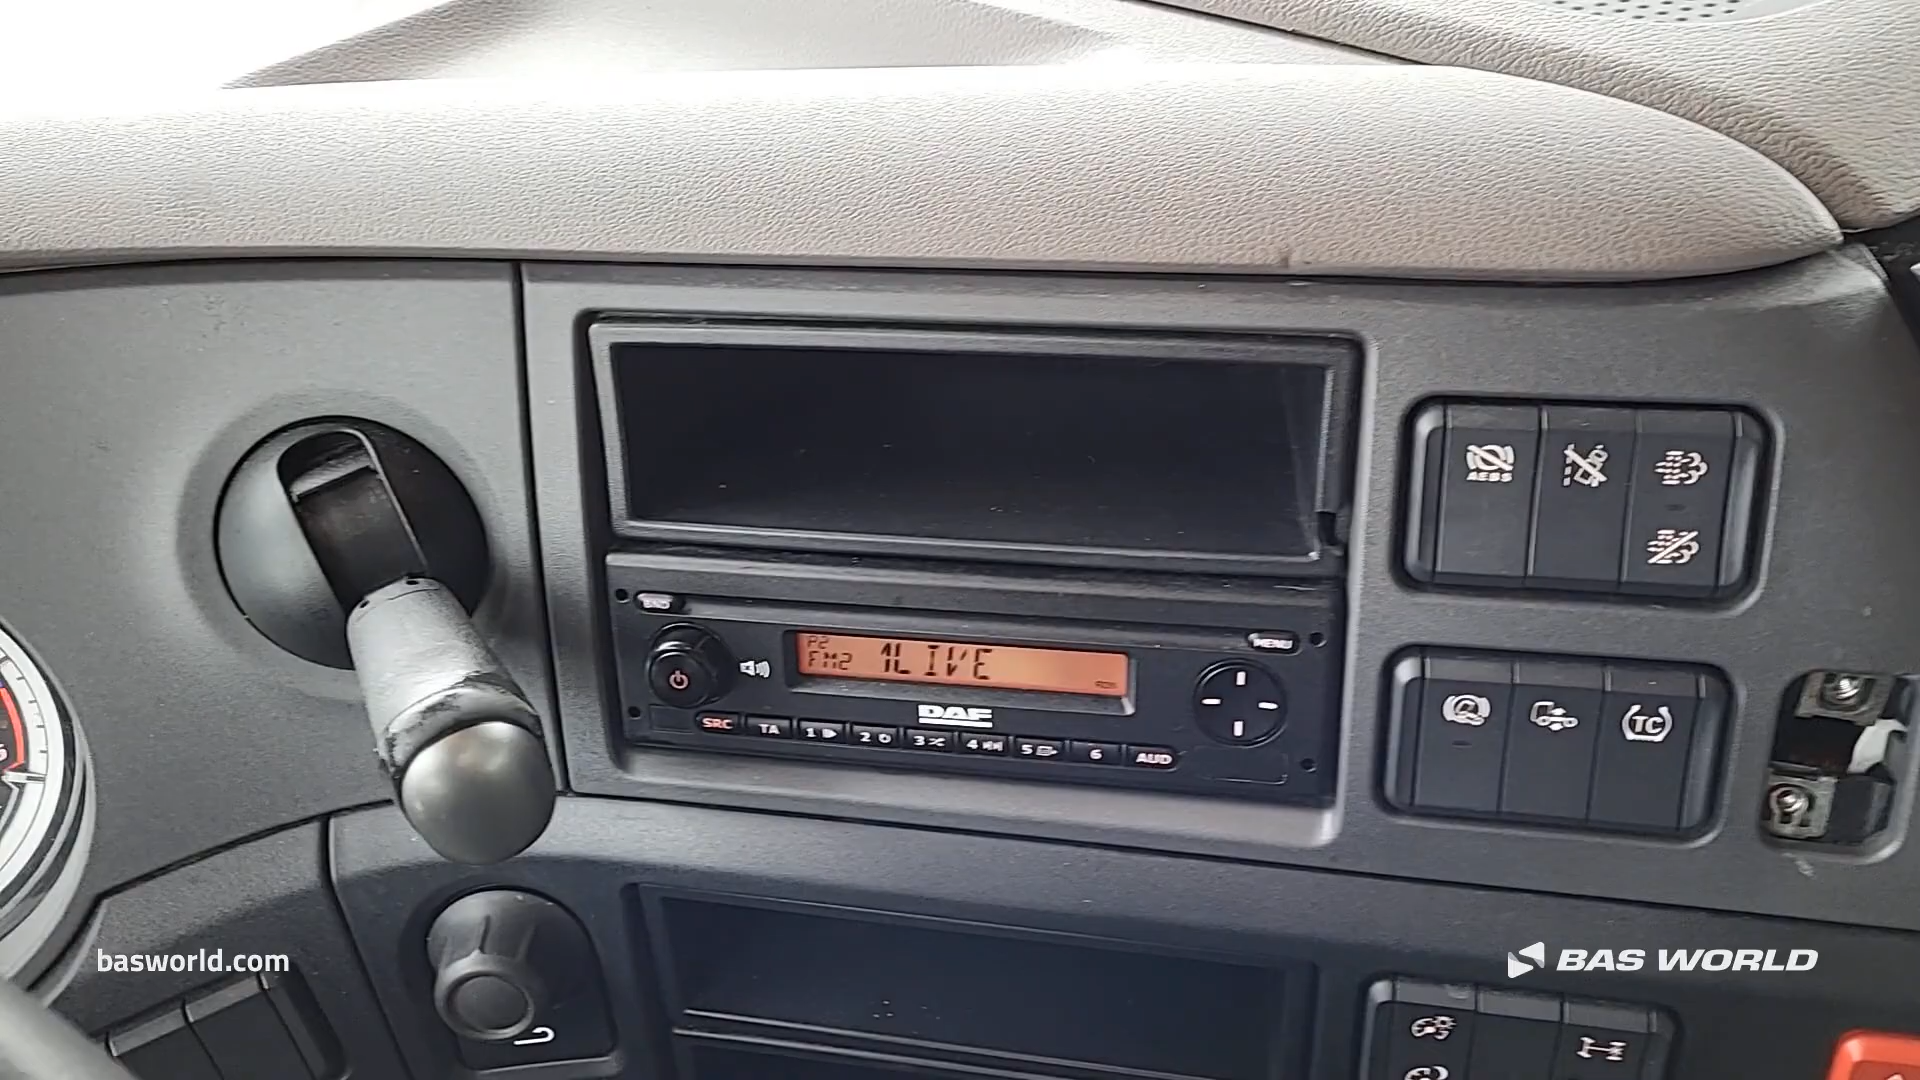 AEBS
END
MENU
P2
FM2 1LIVE
DAF
SRC TA 1 2 3 4 5 6 AUD
TC
basworld.com
BAS WORLD